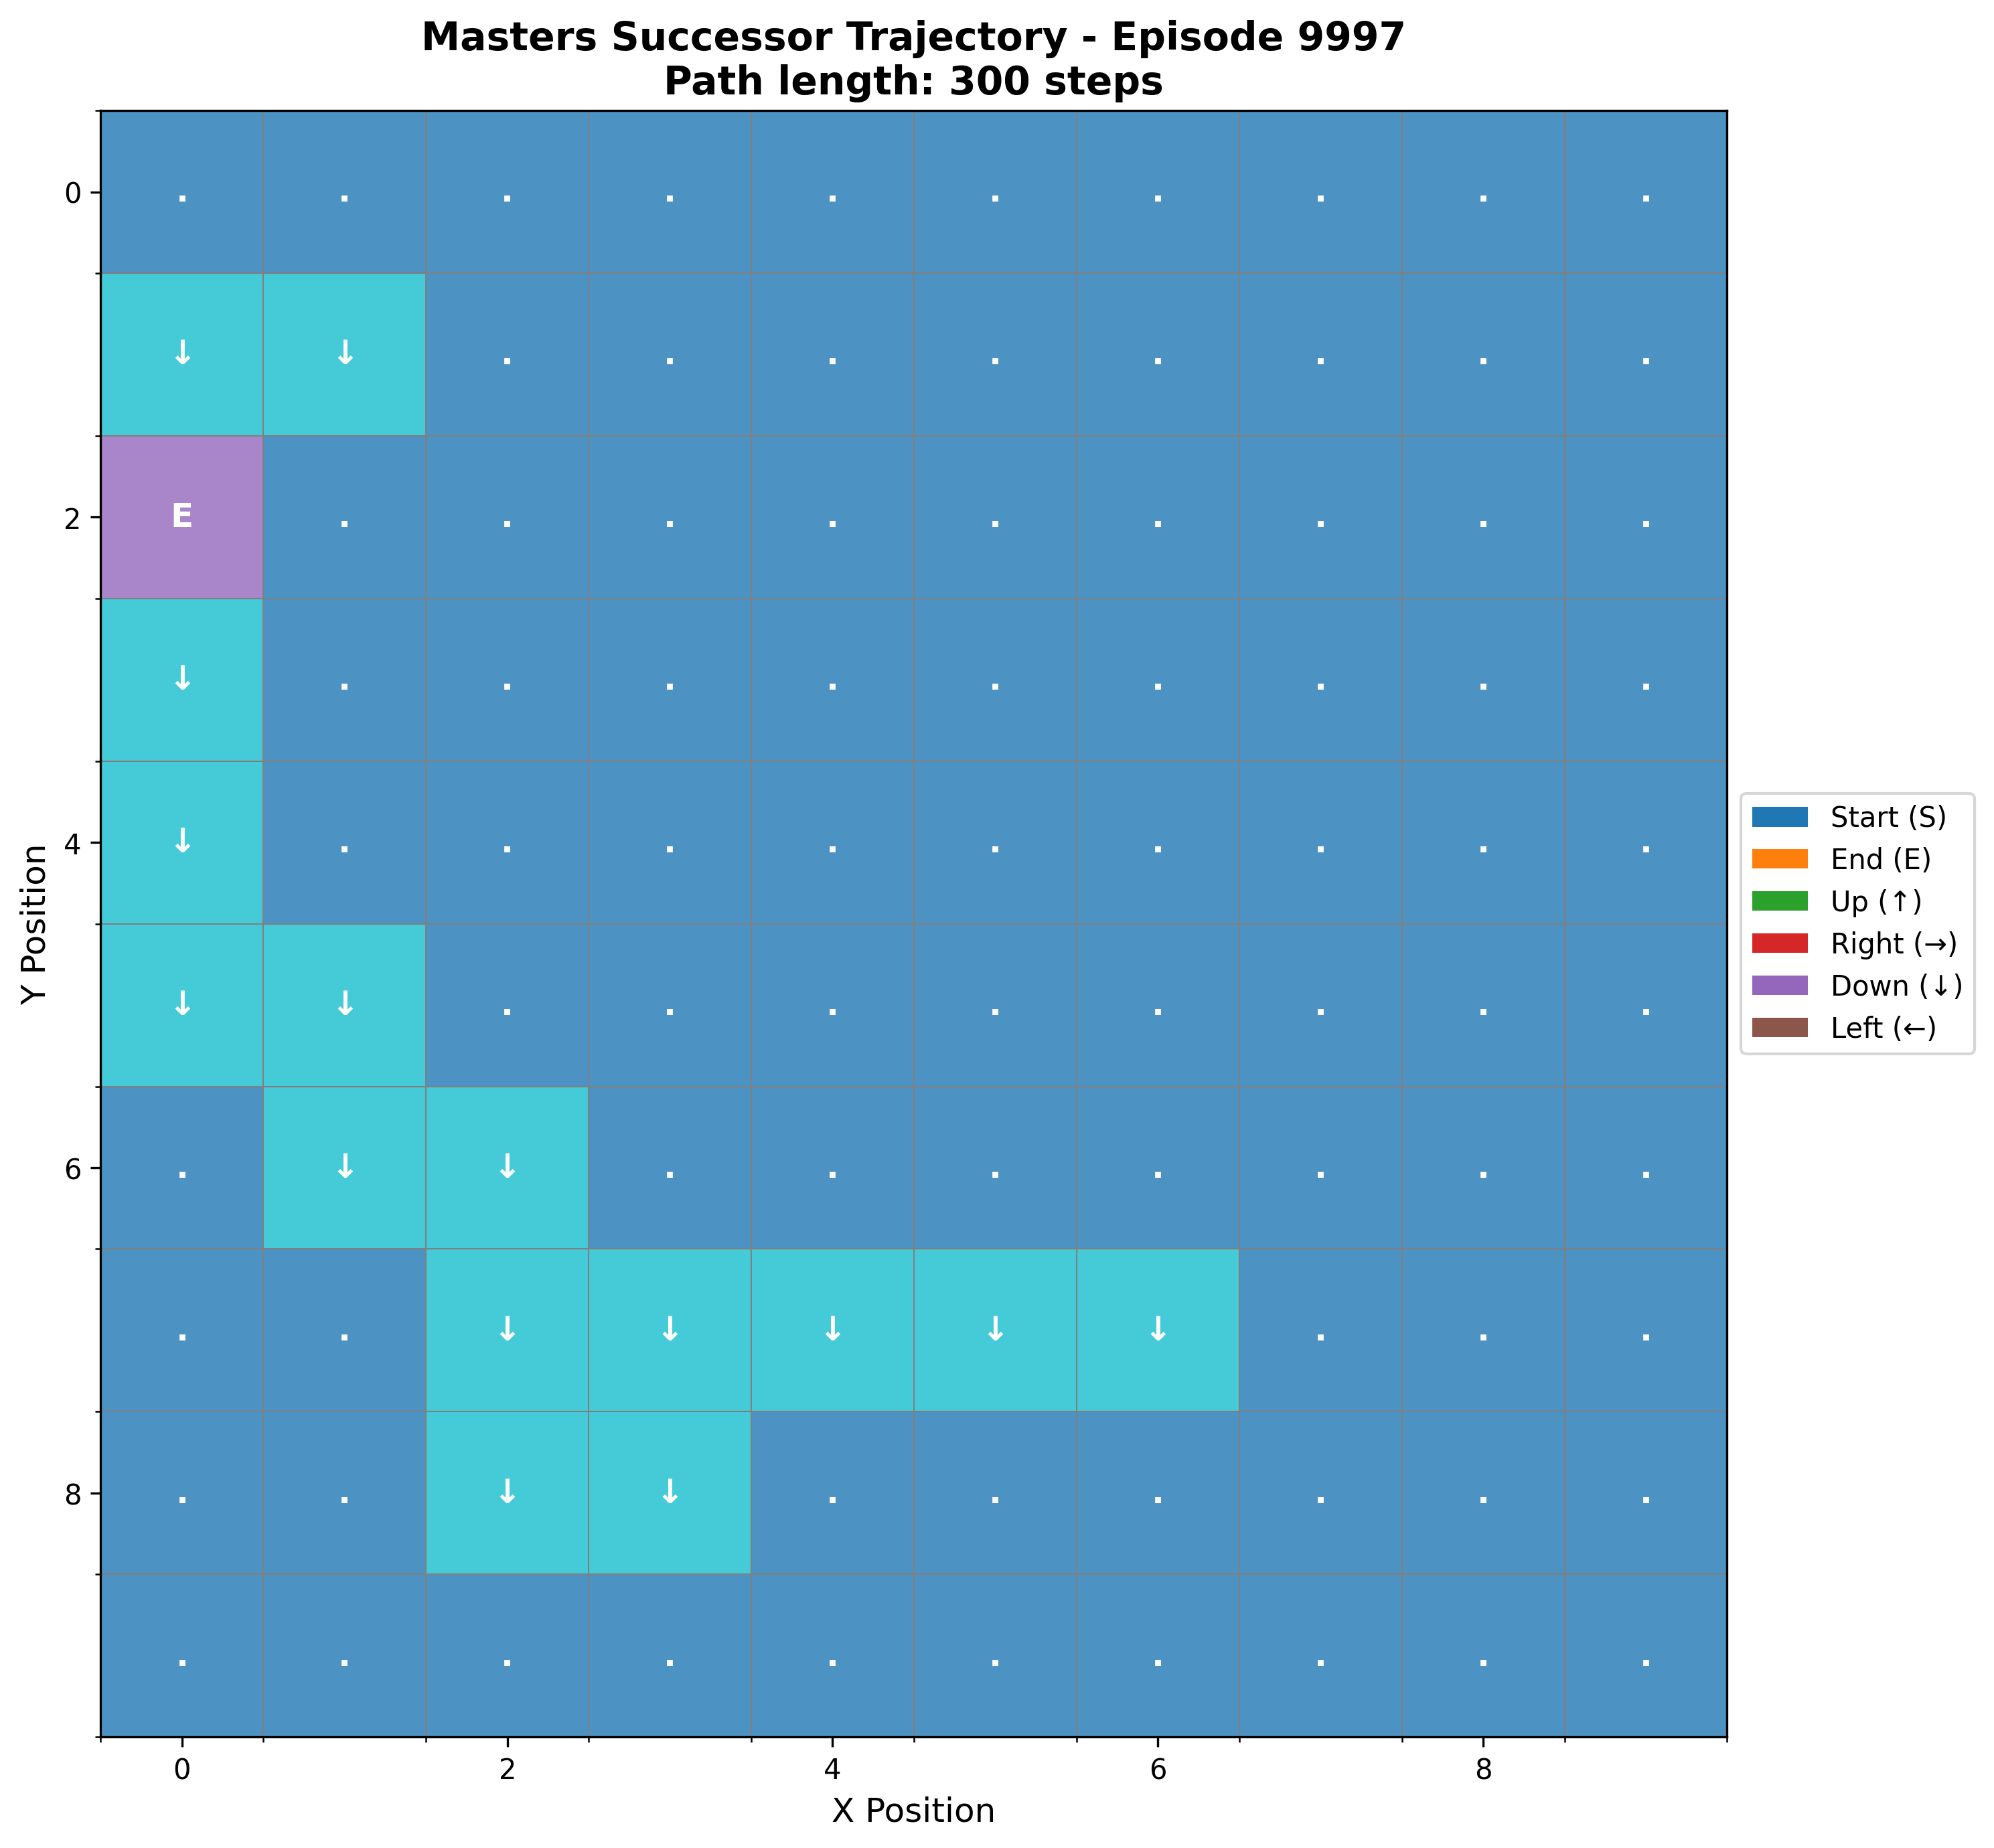 Masters Successor Trajectory - Episode 9997
Path length: 300 steps
0 . . . . . . . . . .
↓ ↓ . . . . . . . .
2 E . . . . . . . . .
↓ . . . . . . . . .
4 ↓ . . . . . . . . .
↓ ↓ . . . . . . . .
6 . ↓ ↓ . . . . . . .
. . ↓ ↓ ↓ ↓ ↓ . . .
8 . . ↓ ↓ . . . . . .
. . . . . . . . . .
0 2 4 6 8
X Position
Y Position
Start (S)
End (E)
Up (↑)
Right (→)
Down (↓)
Left (←)